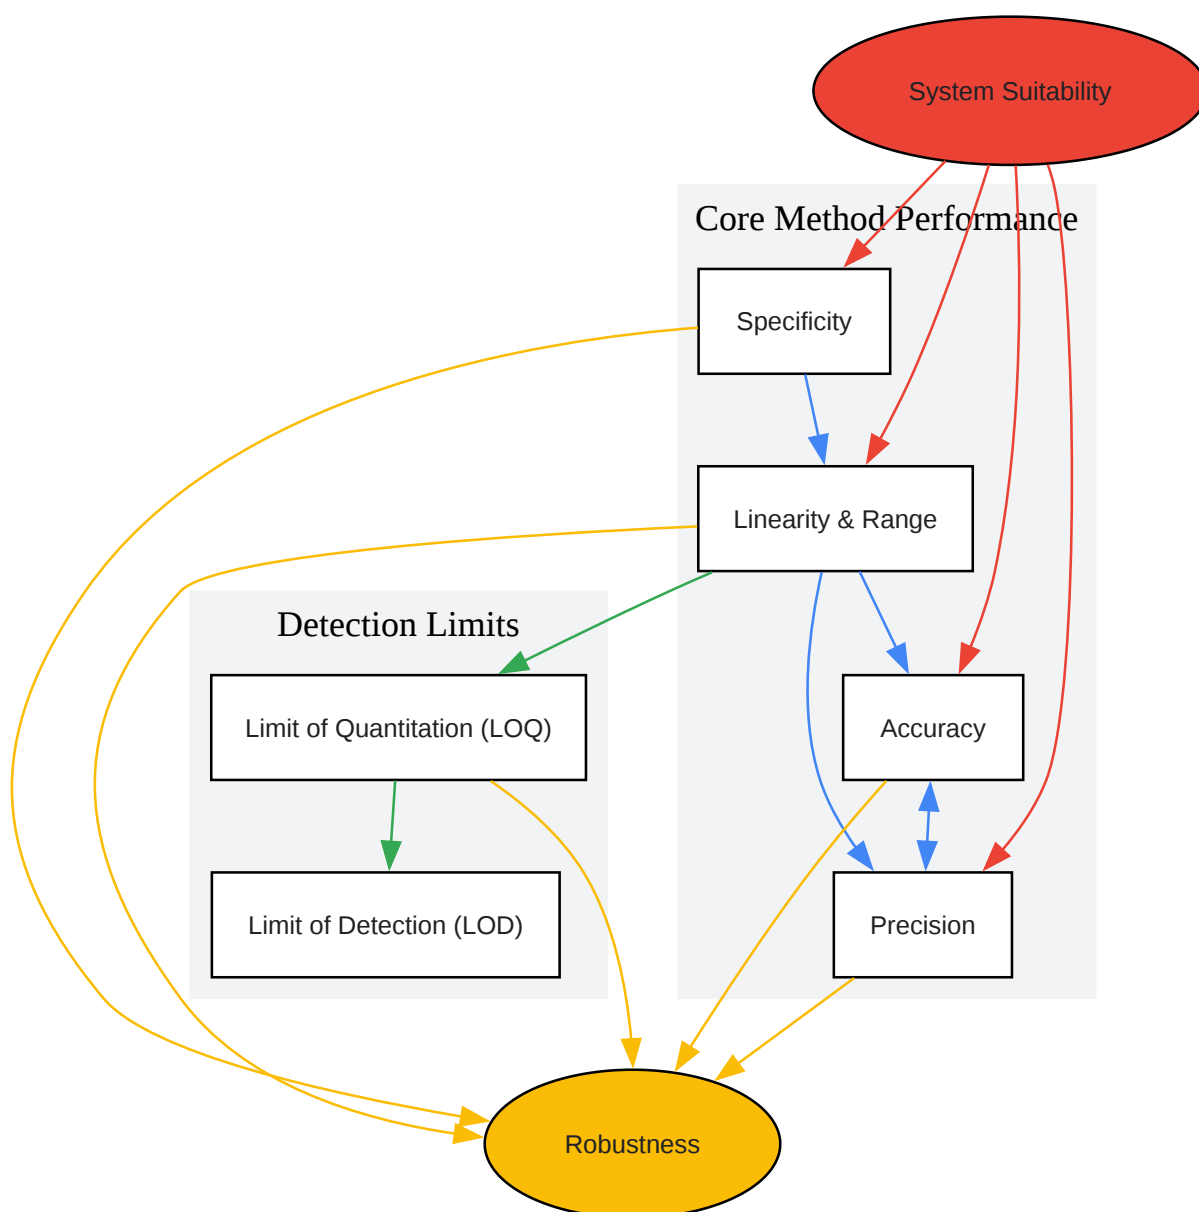 System Suitability
Core Method Performance
Specificity
Linearity & Range
Detection Limits
Limit of Quantitation (LOQ)
Accuracy
Limit of Detection (LOD)
Precision
Robustness